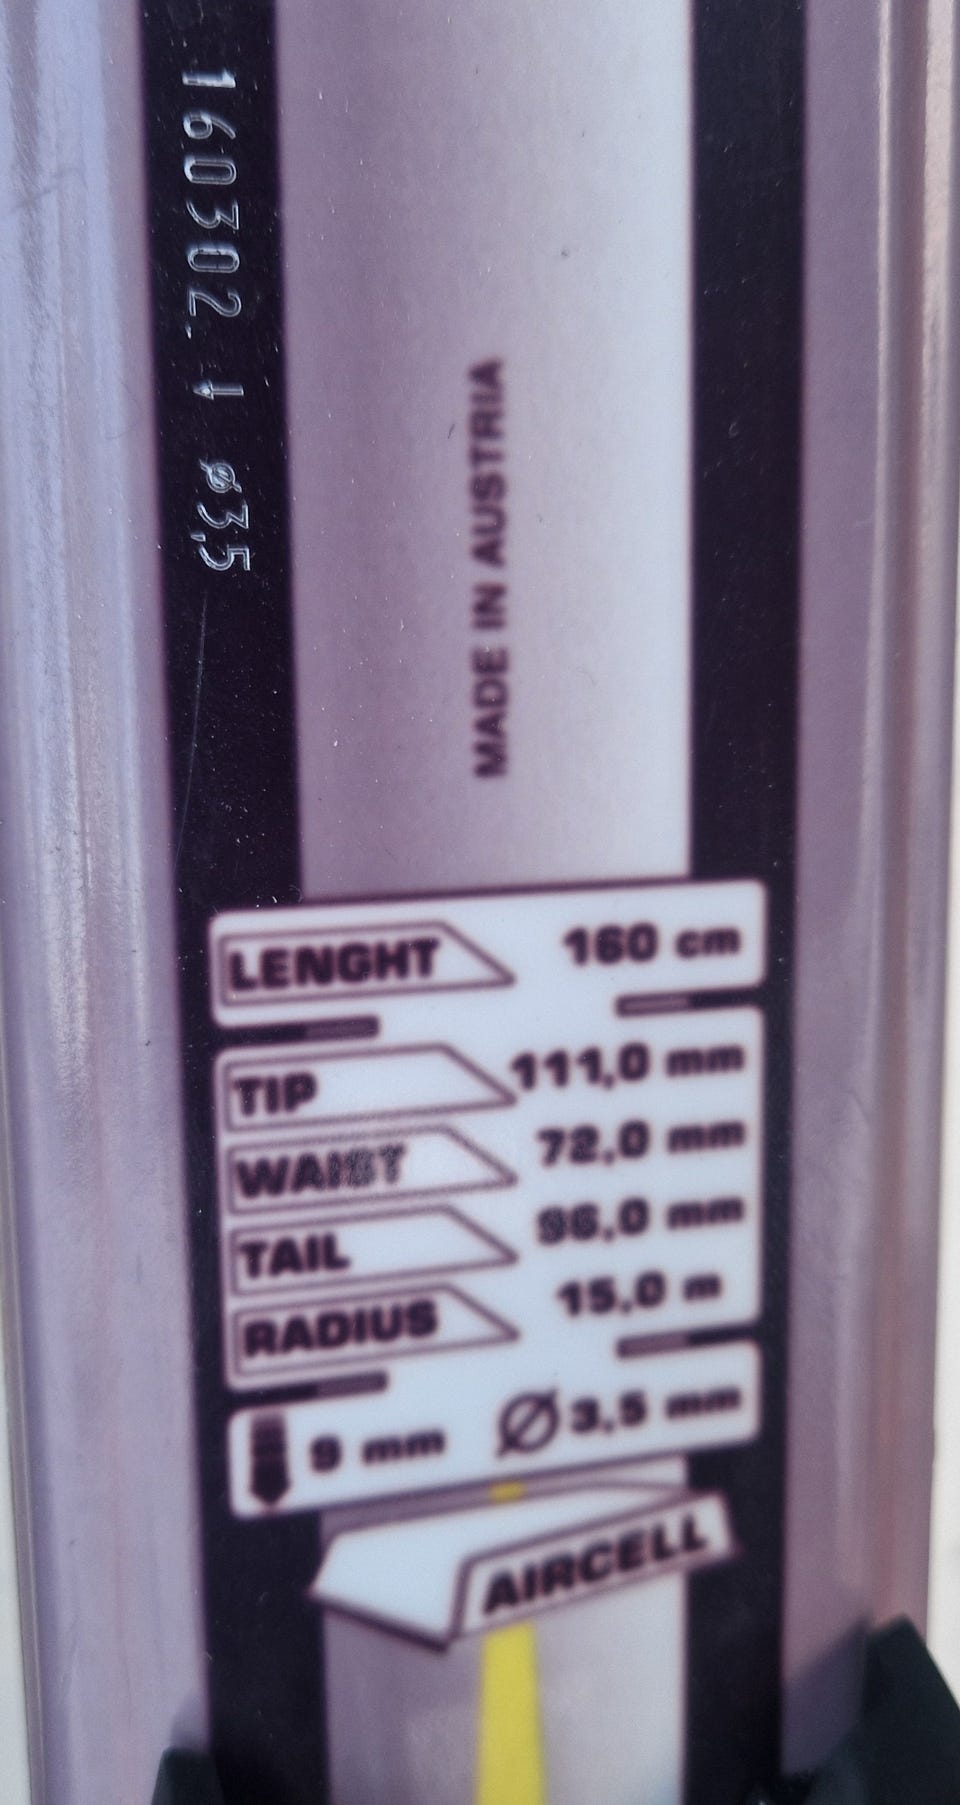 160302. ø3,5
MADE IN AUSTRIA
LENGHT 160 cm
TIP 111,0 mm
WAIST 72,0 mm
TAIL 96,0 mm
RADIUS 15,0 m
9 mm Ø 3,5 mm
AIRCELL